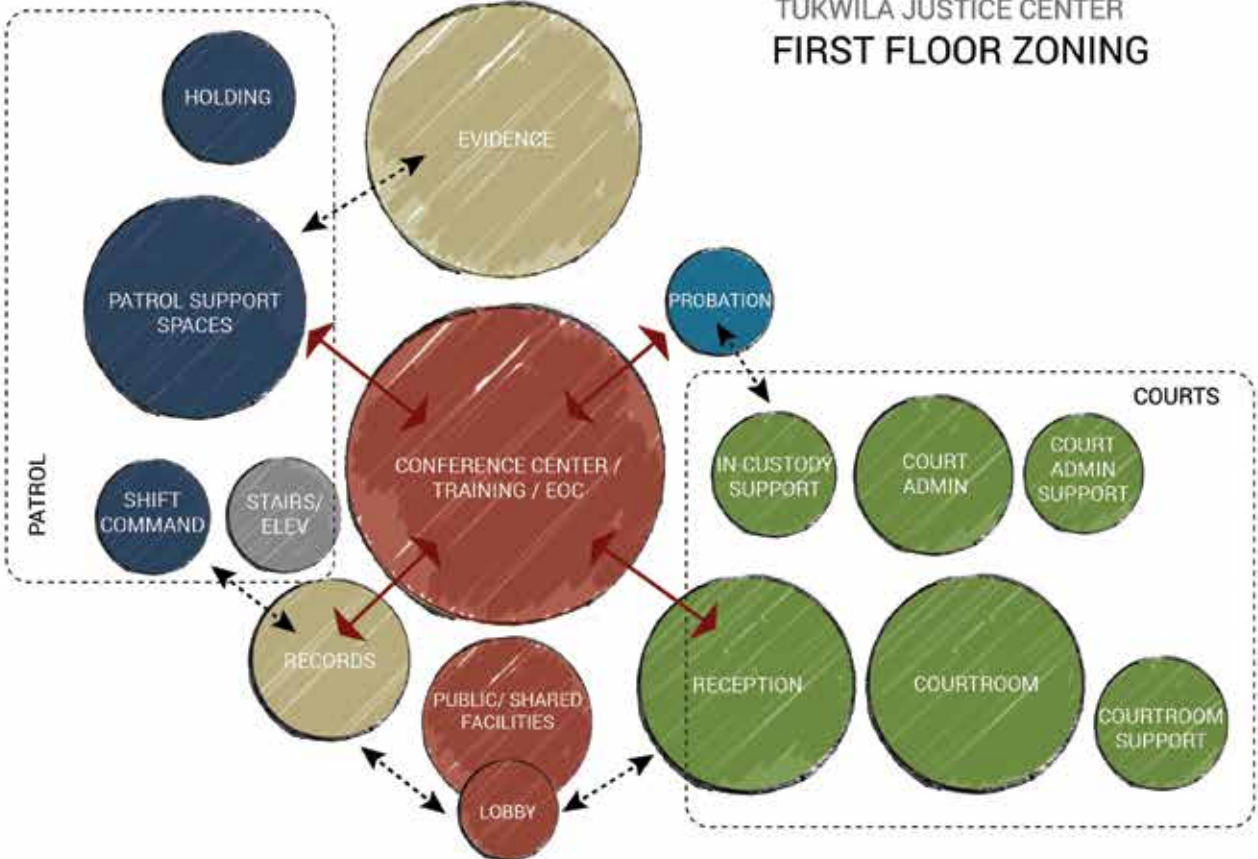 TUKWILA JUSTICE CENTER
FIRST FLOOR ZONING
HOLDING
EVIDENCE
PATROL SUPPORT
SPACES
PROBATION
COURTS
PATROL
SHIFT
COMMAND
STAIRS/
ELEV
CONFERENCE CENTER /
TRAINING / EOC
IN CUSTODY
SUPPORT
COURT
ADMIN
COURT
ADMIN
SUPPORT
RECORDS
PUBLIC/ SHARED
FACILITIES
LOBBY
RECEPTION
COURTROOM
COURTROOM
SUPPORT